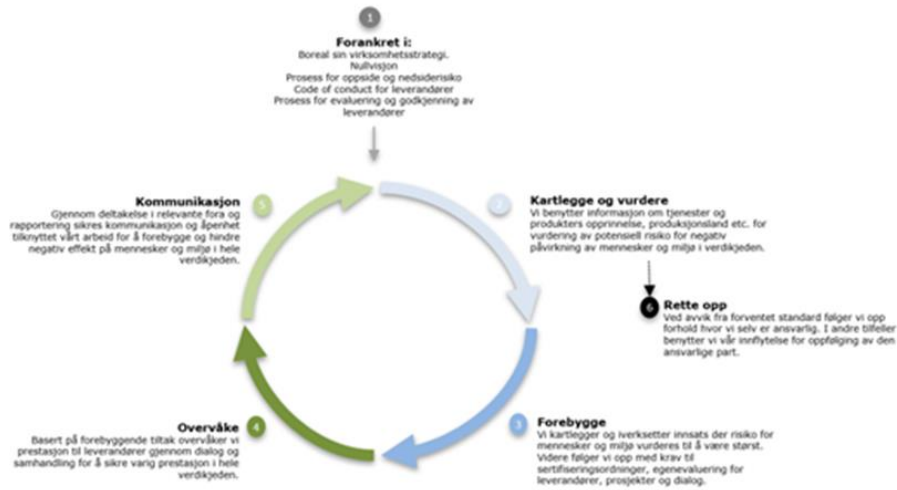 1
Forankret i:
Boreal sin virksomhetsstrategi.
Nullvisjon
Prosess for oppside og nedsiderisiko
Code of conduct for leverandører
Prosess for evaluering og godkjenning av
leverandører
2
Kartlegge og vurdere
Vi benytter informasjon om tjenester og
produkters opprinnelse, produksjonsland etc. for
vurdering av potensiell risiko for negativ
påvirkning av mennesker og miljø i verdikjeden.
6
Rette opp
Ved avvik fra forventet standard følger vi opp
forhold hvor vi selv er ansvarlig. I andre tilfeller
benytter vi vår innflytelse for oppfølging av den
ansvarlige part.
3
Forebygge
Vi kartlegger og iverksetter innsats der risiko for
mennesker og miljø vurderes til å være størst.
Videre følger vi opp med krav til
sertifiseringsordninger, egenevaluering for
leverandører, prosjekter og dialog.
4
Overvåke
Basert på forebyggende tiltak overvåker vi
prestasjon til leverandører gjennom dialog og
samhandling for å sikre varig prestasjon i hele
verdikjeden.
5
Kommunikasjon
Gjennom deltakelse i relevante fora og
rapportering sikres kommunikasjon og åpenhet
tilknyttet vårt arbeid for å forebygge og hindre
negativ effekt på mennesker og miljø i hele
verdikjeden.